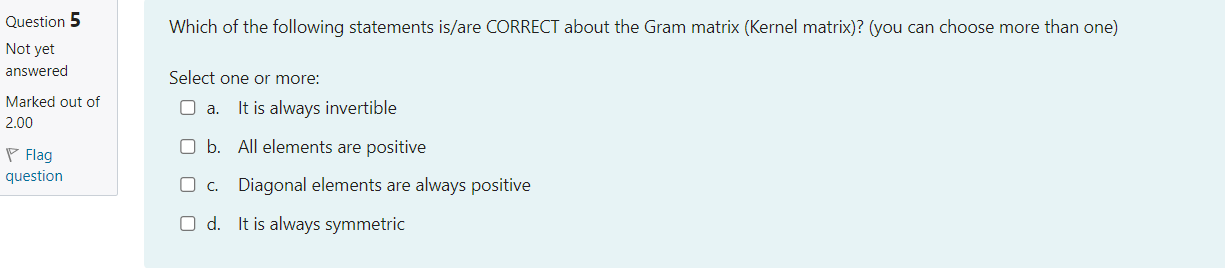 Question 5
Not yet
answered
Marked out of
2.00
Flag
question
Which of the following statements is/are CORRECT about the Gram matrix (Kernel matrix)? (you can choose more than one)
Select one or more:
a. It is always invertible
b. All elements are positive
c. Diagonal elements are always positive
d. It is always symmetric